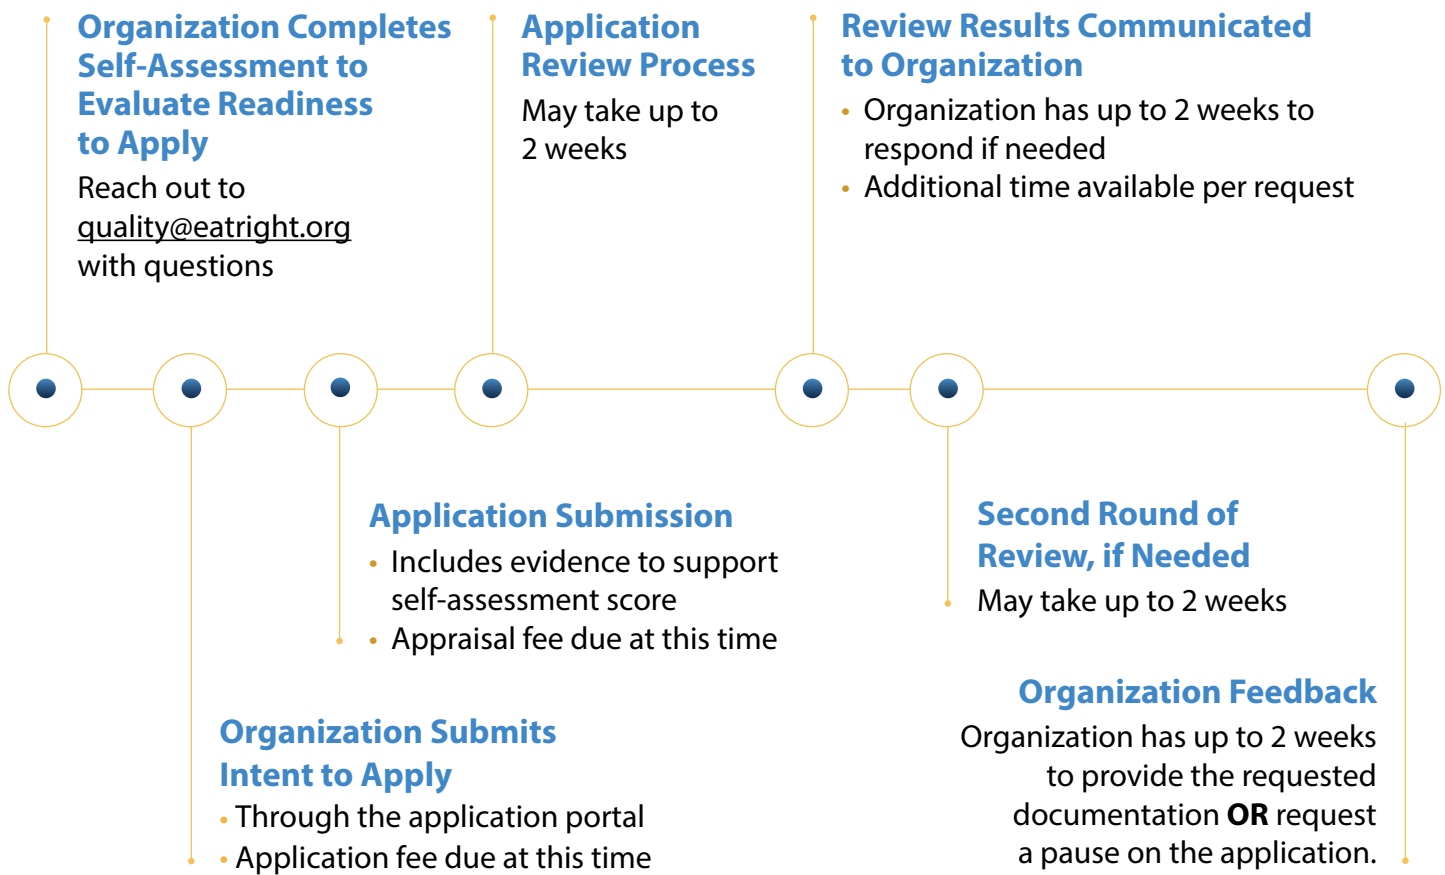 Organization Completes
Self-Assessment to
Evaluate Readiness
to Apply
Reach out to
quality@eatright.org
with questions
Application
Review Process
May take up to
2 weeks
Review Results Communicated
to Organization
• Organization has up to 2 weeks to
respond if needed
• Additional time available per request
Application Submission
• Includes evidence to support
self-assessment score
• Appraisal fee due at this time
Second Round of
Review, if Needed
May take up to 2 weeks
Organization Submits
Intent to Apply
• Through the application portal
• Application fee due at this time
Organization Feedback
Organization has up to 2 weeks
to provide the requested
documentation OR request
a pause on the application.